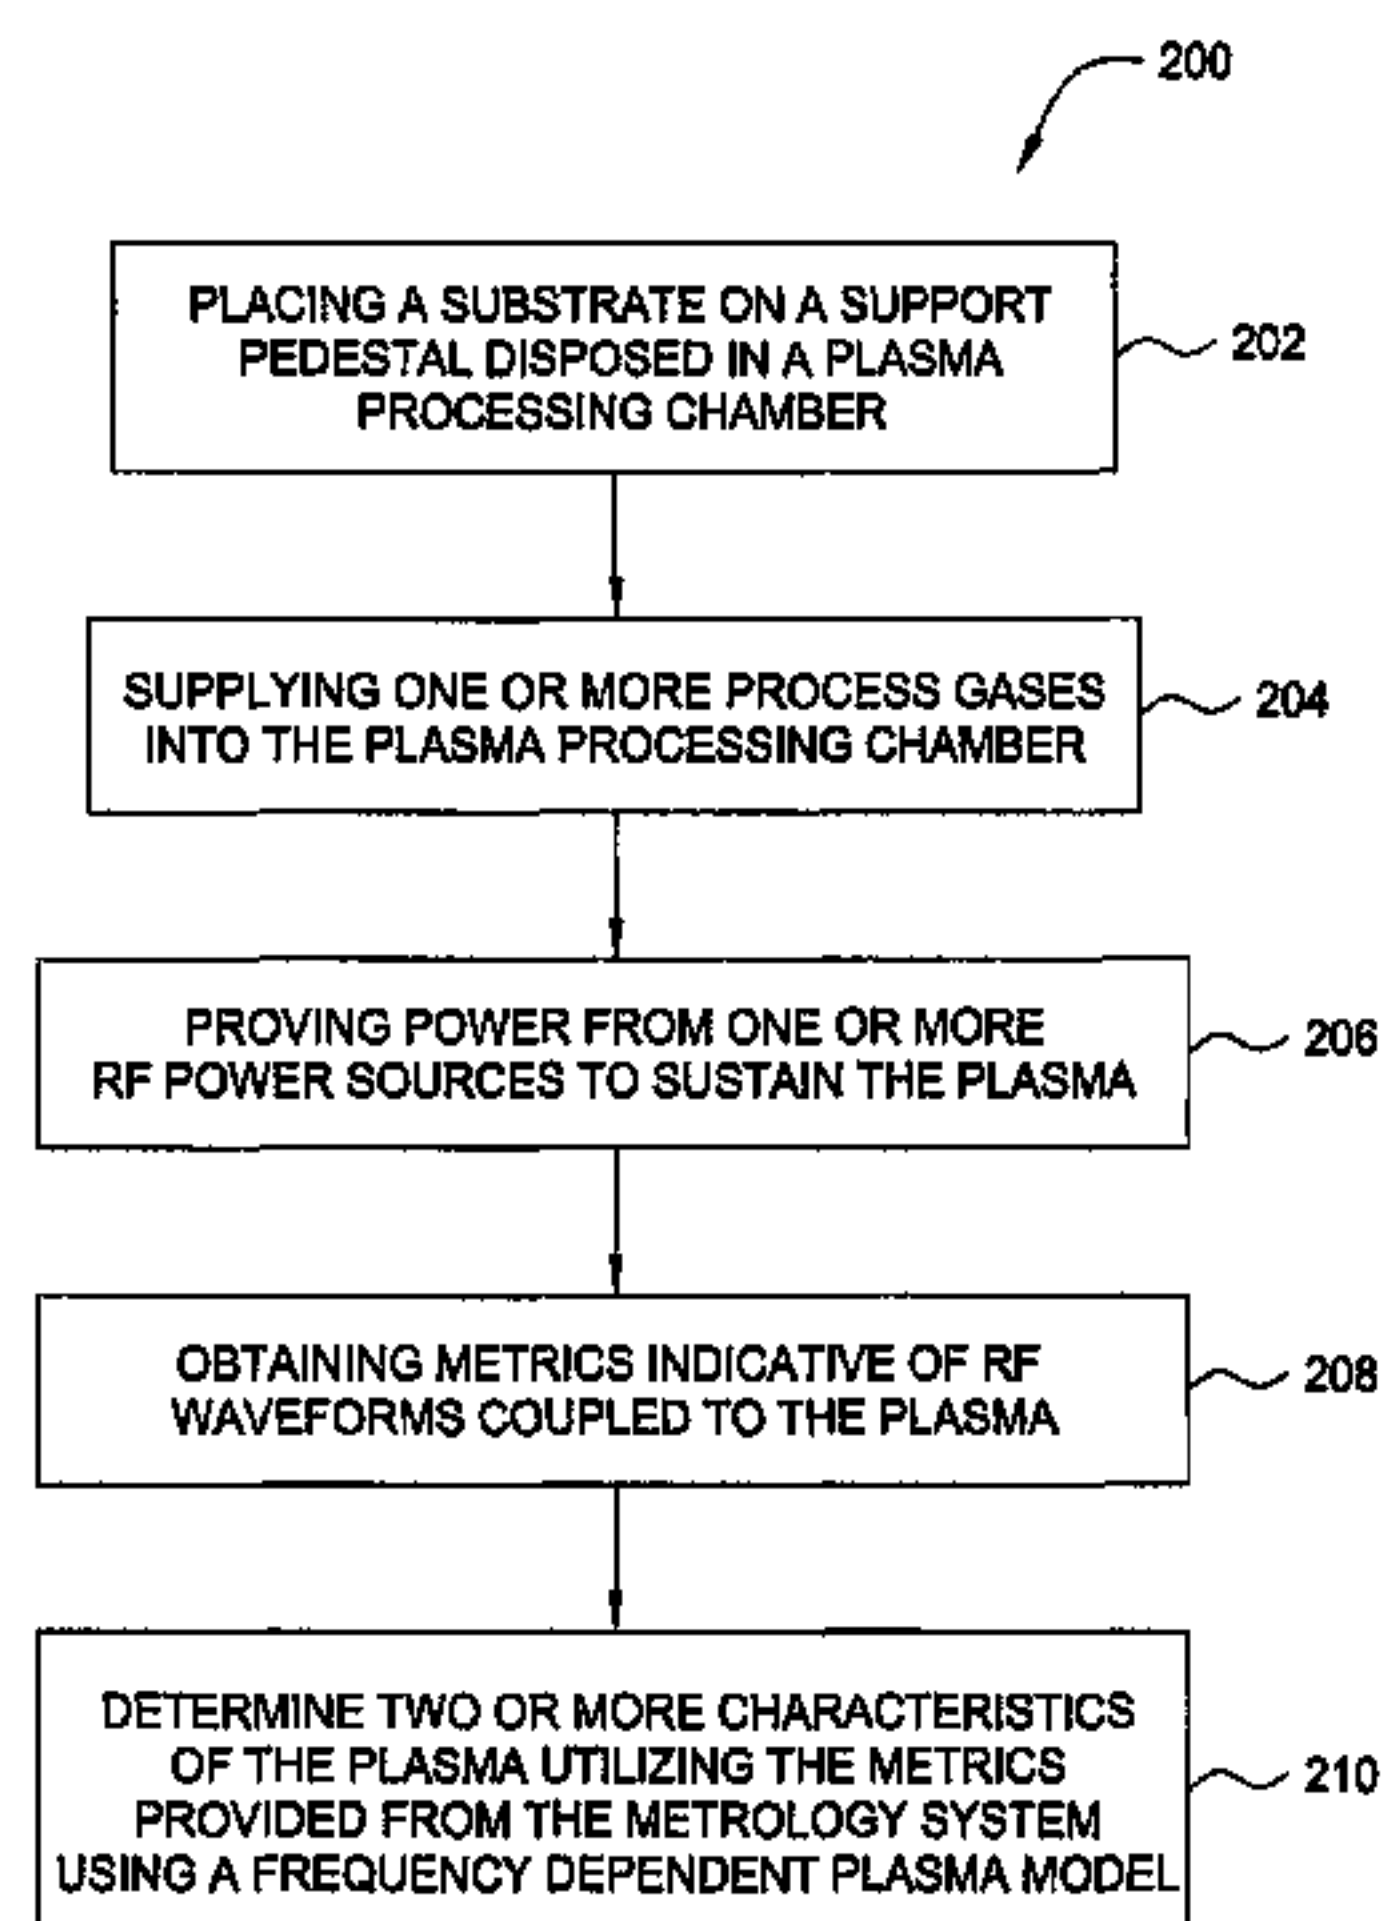 200
PLACING A SUBSTRATE ON A SUPPORT
PEDESTAL DISPOSED IN A PLASMA
PROCESSING CHAMBER
202
SUPPLYING ONE OR MORE PROCESS GASES
INTO THE PLASMA PROCESSING CHAMBER
204
PROVING POWER FROM ONE OR MORE
RF POWER SOURCES TO SUSTAIN THE PLASMA
206
OBTAINING METRICS INDICATIVE OF RF
WAVEFORMS COUPLED TO THE PLASMA
208
DETERMINE TWO OR MORE CHARACTERISTICS
OF THE PLASMA UTILIZING THE METRICS
PROVIDED FROM THE METROLOGY SYSTEM
USING A FREQUENCY DEPENDENT PLASMA MODEL
210